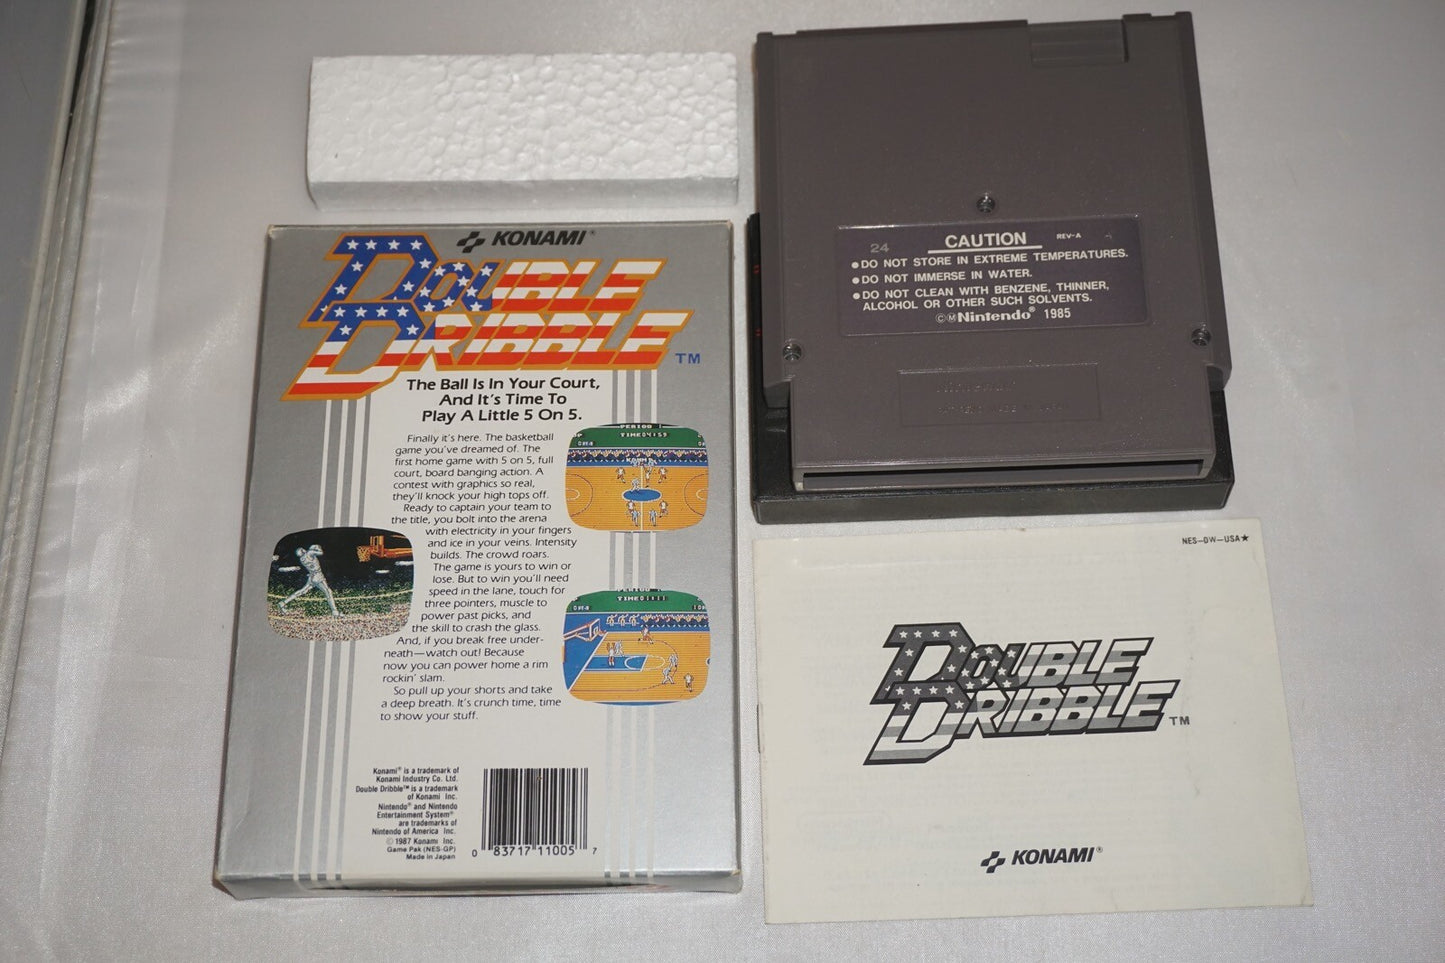 KONAMI®
DOUBLE
DRIBBLE TM
The Ball Is In Your Court,
And It's Time To
Play A Little 5 On 5.
Finally it's here. The basketball
game you've dreamed of. The
first home game with 5 on 5, full
court, board banging action. A
contest with graphics so real,
they'll knock your high tops off.
Ready to captain your team to
the title, you bolt into the arena
with electricity in your fingers
and ice in your veins. Intensity
builds. The crowd roars.
The game is yours to win or
lose. But to win you'll need
speed in the lane, touch for
three pointers, muscle to
power past picks, and
the skill to crash the glass.
And, if you break free under-
neath—watch out! Because
now you can power home a rim
rockin' slam.
So pull up your shorts and take
a deep breath. It's crunch time, time
to show your stuff.
PERIOD
TIME04:59
KONAMI
PERIOD
TIME
Konami® is a trademark of
Konami Industry Co. Ltd.
Double Dribble™ is a trademark
of Konami Inc.
Nintendo® and Nintendo
Entertainment System®
are trademarks of
Nintendo of America Inc.
© 1987 Konami Inc.
Game Pak (NES-GP)
Made in Japan
0 83717 11005 7
24
CAUTION
REV-A
●DO NOT STORE IN EXTREME TEMPERATURES.
●DO NOT IMMERSE IN WATER.
●DO NOT CLEAN WITH BENZENE, THINNER,
ALCOHOL OR OTHER SUCH SOLVENTS.
©ⓂNintendo® 1985
NES-DW-USA★
DOUBLE
DRIBBLE TM
KONAMI®